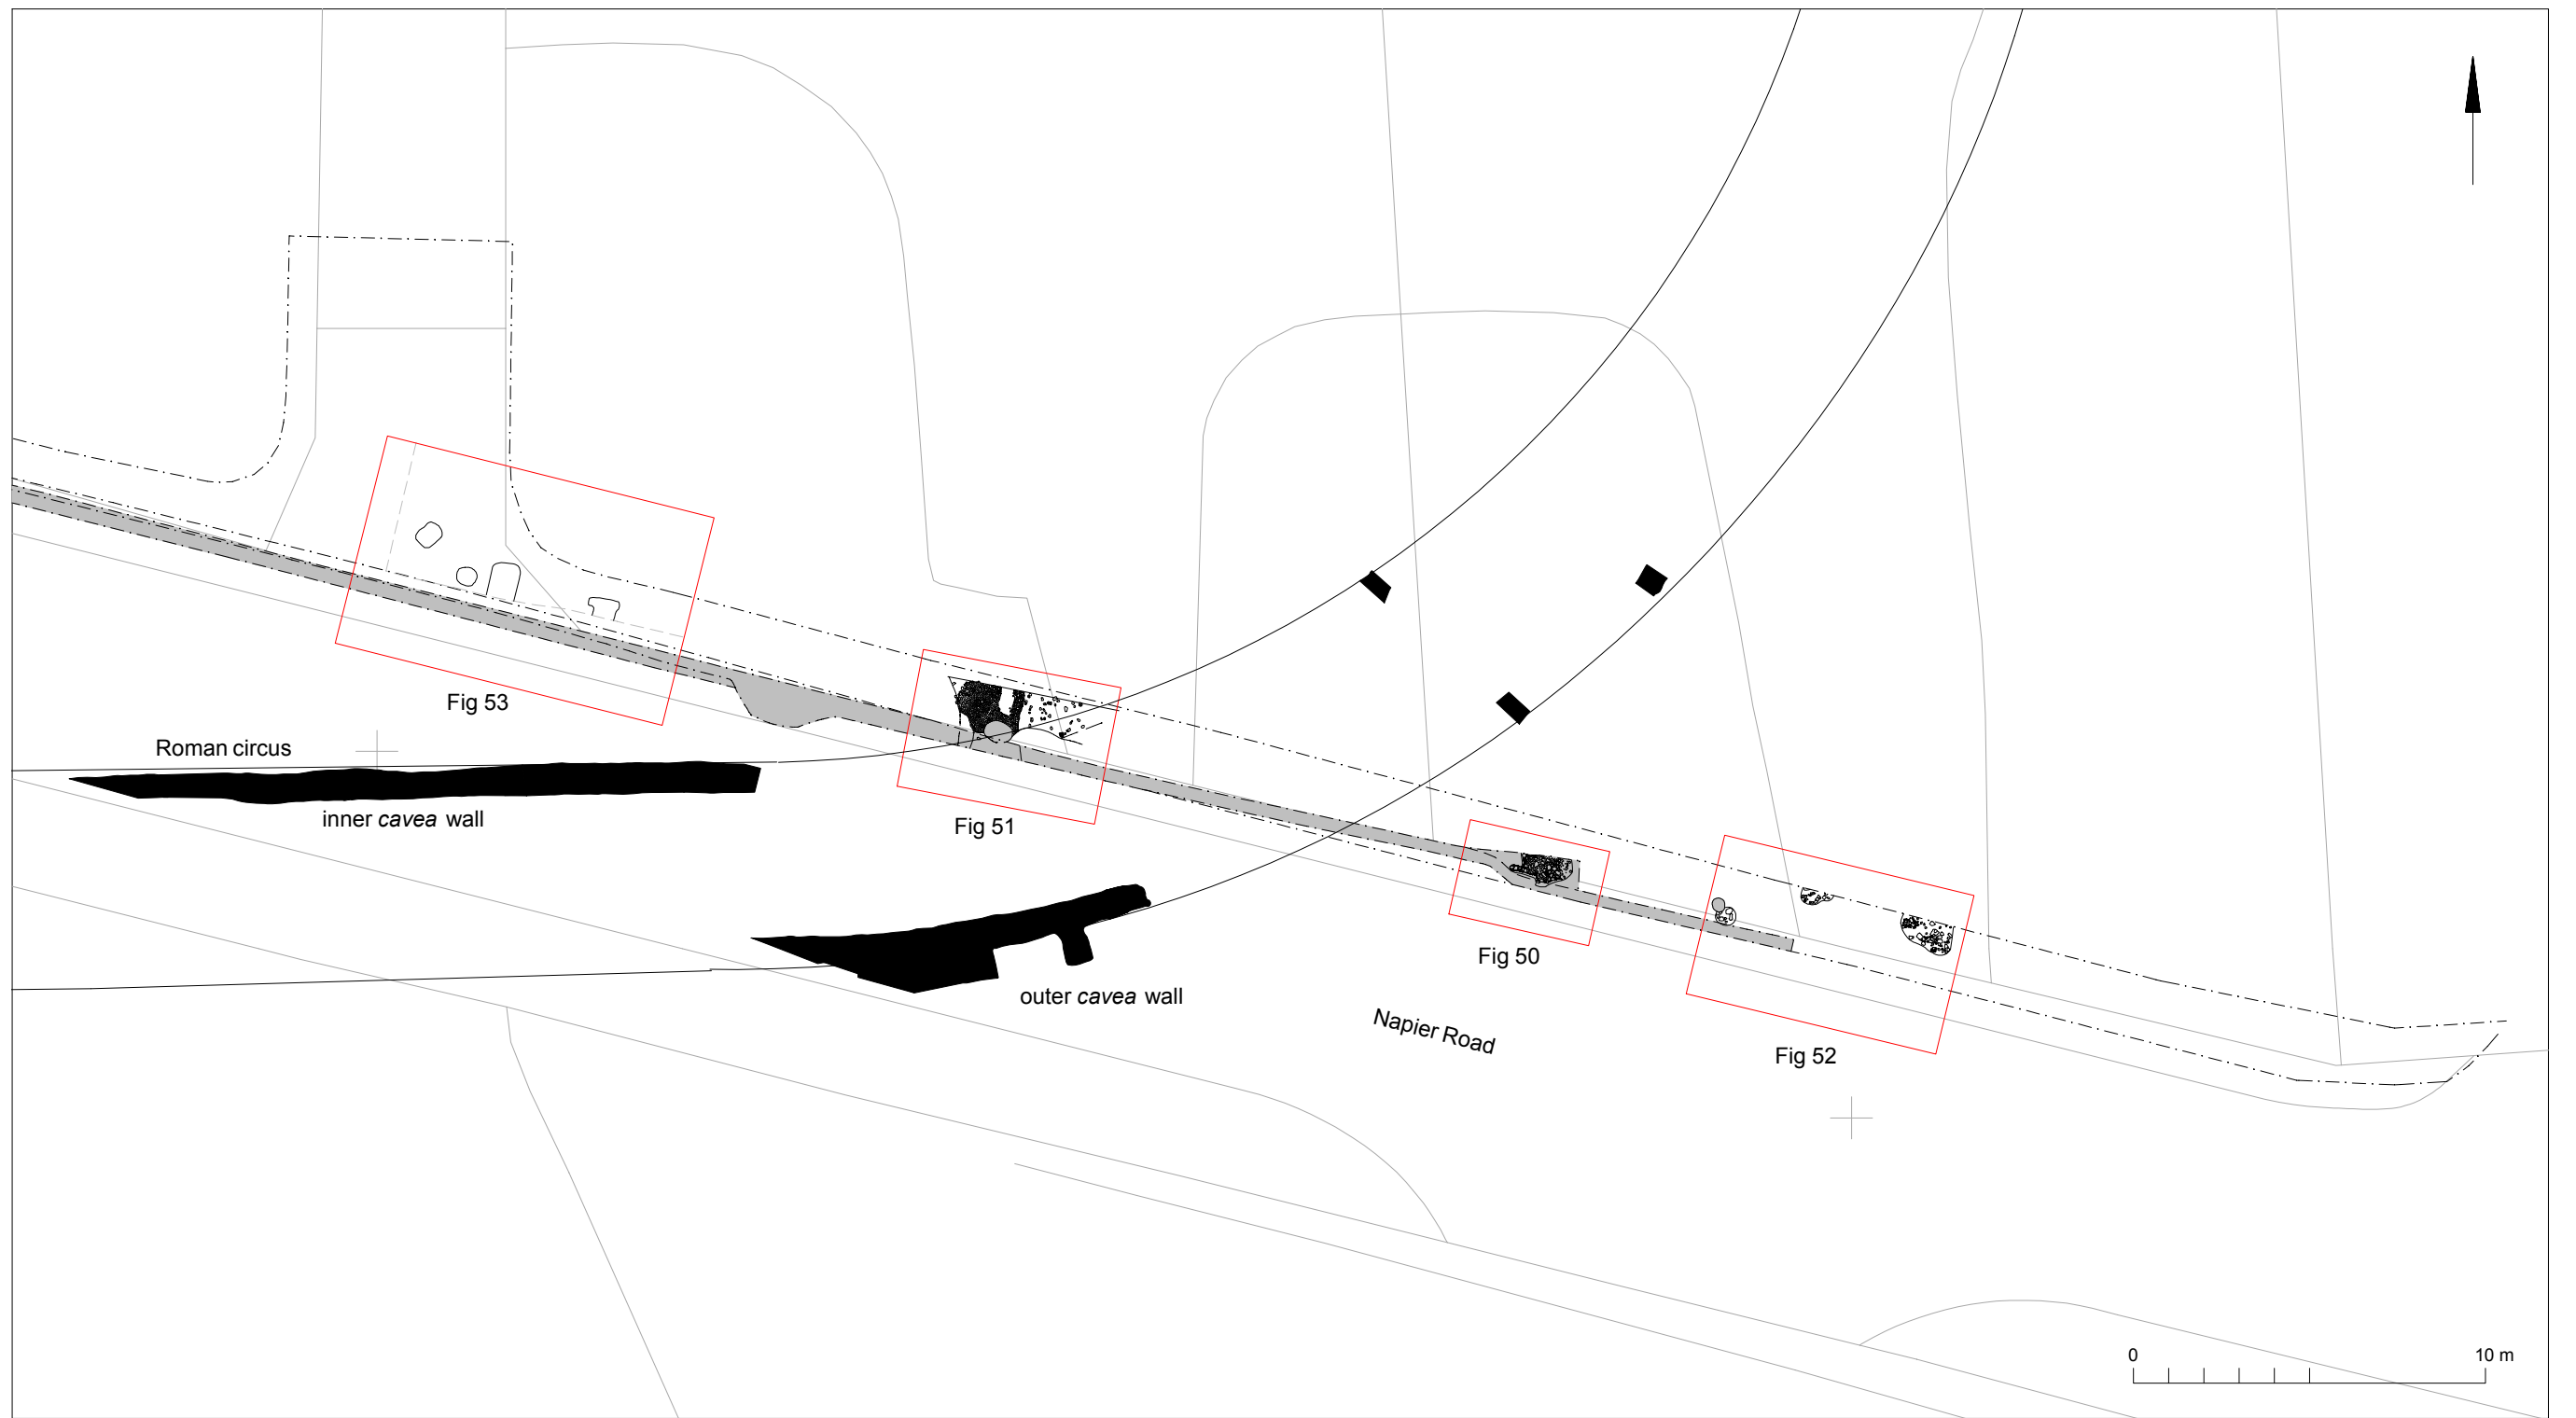 Fig 53
Roman circus
inner cavea wall
Fig 51
Fig 50
outer cavea wall
Napier Road
Fig 52
0
10 m